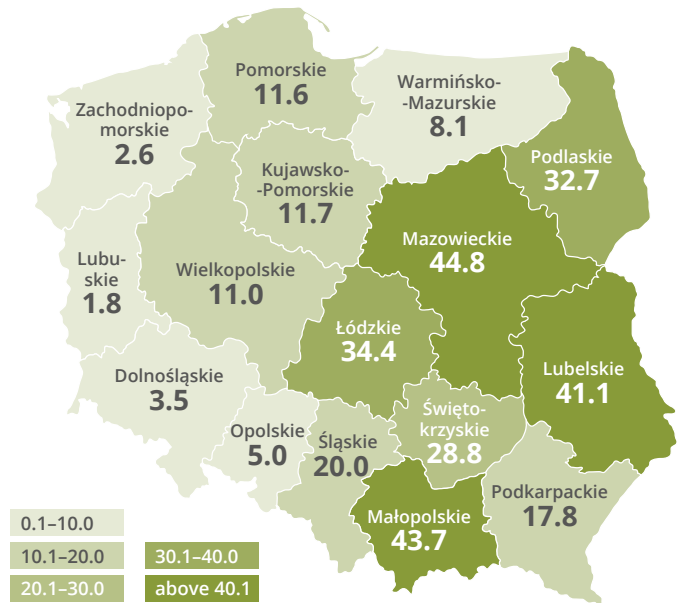 Pomorskie
11.6
Warmińsko-
-Mazurskie
8.1
Zachodniopo-
morskie
2.6
Podlaskie
32.7
Kujawsko-
-Pomorskie
11.7
Mazowieckie
44.8
Lubu-
skie
1.8
Wielkopolskie
11.0
Łódzkie
34.4
Lubelskie
41.1
Dolnośląskie
3.5
Święto-
krzyskie
28.8
Opolskie
5.0
Śląskie
20.0
Podkarpackie
17.8
Małopolskie
43.7
0.1–10.0
10.1–20.0
20.1–30.0
30.1–40.0
above 40.1